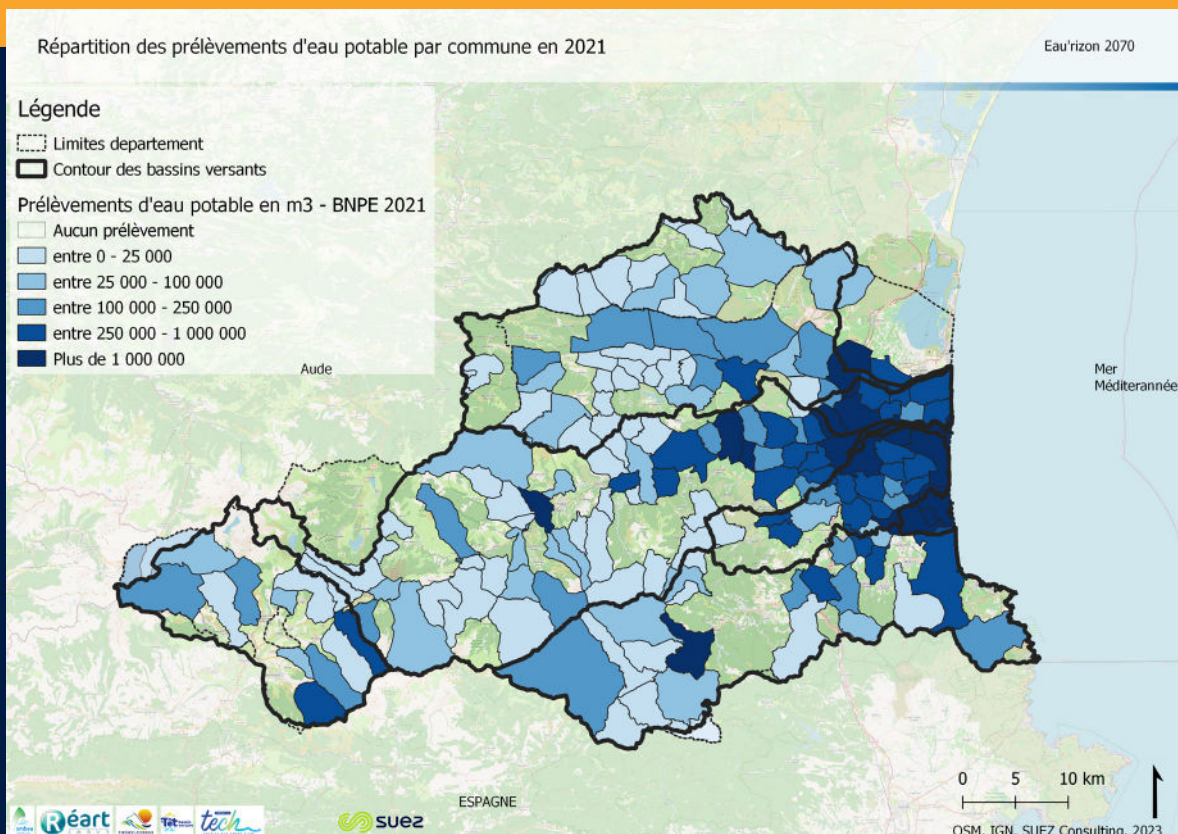 Répartition des prélèvements d'eau potable par commune en 2021
Eau'rizon 2070
Légende
Limites departement
Contour des bassins versants
Prélèvements d'eau potable en m3 - BNPE 2021
Aucun prélèvement
entre 0 - 25 000
entre 25 000 - 100 000
entre 100 000 - 250 000
entre 250 000 - 1 000 000
Plus de 1 000 000
Aude
Mer
Méditerannée
ESPAGNE
0 5 10 km
Réart
Têt
tech
suez
OSM, IGN, SUEZ Consulting, 2023